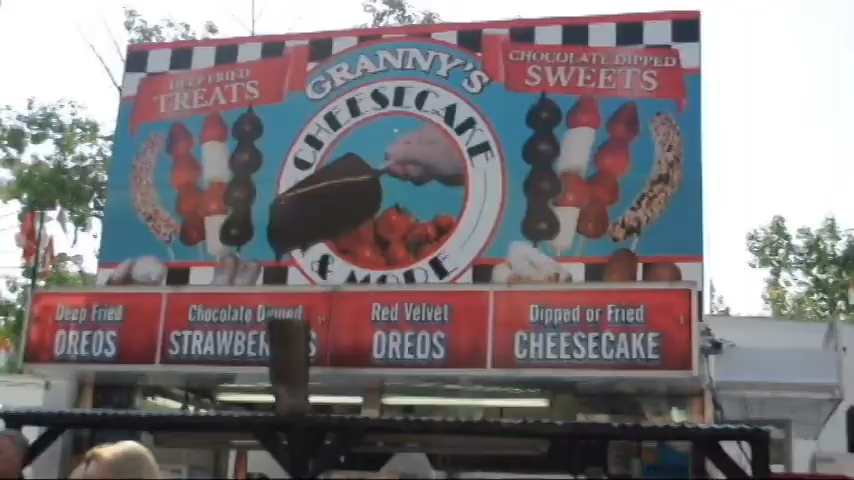 DEEP FRIED
TREATS
GRANNY'S
CHEESECAKE
& MORE
CHOCOLATE DIPPED
SWEETS
Deep Fried
OREOS
Chocolate Dipped
STRAWBERRIES
Red Velvet
OREOS
Dipped or Fried
CHEESECAKE